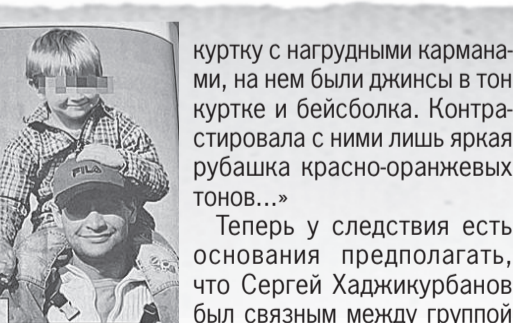 куртку с нагрудными кармана-
ми, на нем были джинсы в тон
куртке и бейсболка. Контра-
стировала с ними лишь яркая
рубашка красно-оранжевых
тонов...»
Теперь у следствия есть
основания предполагать,
что Сергей Хаджикурбанов
был связным между группой
FILA